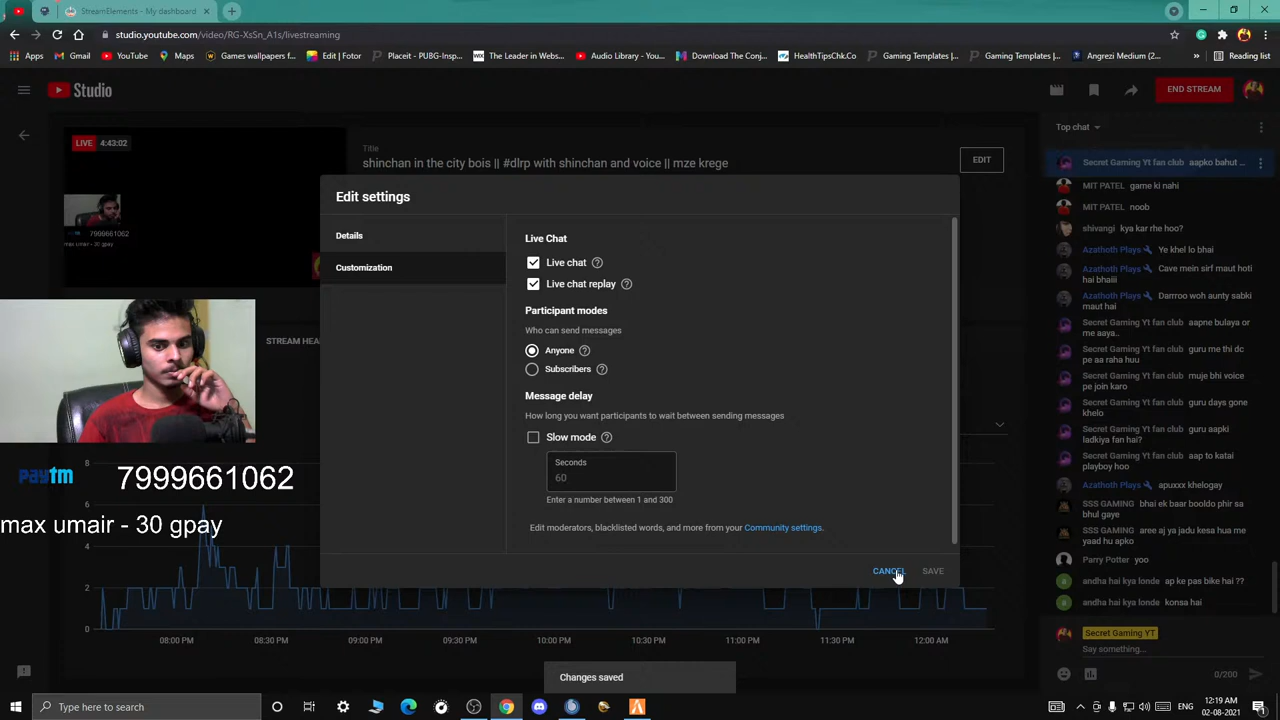 StreamElements - My dashboard
studio.youtube.com/video/RG-XsSn_A1s/livestreaming
Apps
Gmail
YouTube
Maps
Games wallpapers f...
Edit | Fotor
Placeit - PUBG-Insp...
The Leader in Webs...
Audio Library - You...
Download The Conj...
HealthTipsChk.Co...
Gaming Templates |...
Gaming Templates |...
Angrezi Medium (2...
»
Reading list
Studio
END STREAM
LIVE 4:43:02
Title
shinchan in the city bois || #dlrp with shinchan and voice || mze krege
EDIT
7999661062
max umair - 30 gpay
STREAM HEA
Edit settings
Details
Customization
Live Chat
Live chat
Live chat replay
Participant modes
Who can send messages
Anyone
Subscribers
Message delay
How long you want participants to wait between sending messages
Slow mode
Seconds
60
Enter a number between 1 and 300
Edit moderators, blacklisted words, and more from your Community settings.
CANCEL
SAVE
Top chat
Secret Gaming Yt fan club aapko bahut ...
MIT PATEL game ki nahi
MIT PATEL noob
shivangi kya kar rhe hoo?
Azathoth Plays Ye khel lo bhai
Azathoth Plays Cave mein sirf maut hoti
hai bhaiii
Azathoth Plays Darrroo woh aunty sabki
maut hai
Secret Gaming Yt fan club aapne bulaya or
me aaya..
Secret Gaming Yt fan club guru me thi dc
pe aa raha huu
Secret Gaming Yt fan club muje bhi voice
pe join karo
Secret Gaming Yt fan club guru days gone
khelo
Secret Gaming Yt fan club guru aapki
ladkiya fan hai?
Secret Gaming Yt fan club aap to katai
playboy hoo
Azathoth Plays apuxxx khelogay
SSS GAMING bhai ek baar booldo phir sa
bhul gaye
SSS GAMING aree aj ya jadu kesa hua me
yaad hu apko
Parry Potter yoo
andha hai kya londe ap ke pas bike hai ??
andha hai kya londe konsa hai
Secret Gaming YT
Say something...
0/200
paytm 7999661062
max umair - 30 gpay
8
6
4
2
0
08:00 PM
08:30 PM
09:00 PM
09:30 PM
10:00 PM
10:30 PM
11:00 PM
11:30 PM
12:00 AM
Changes saved
Type here to search
ENG
12:19 AM
02-08-2021